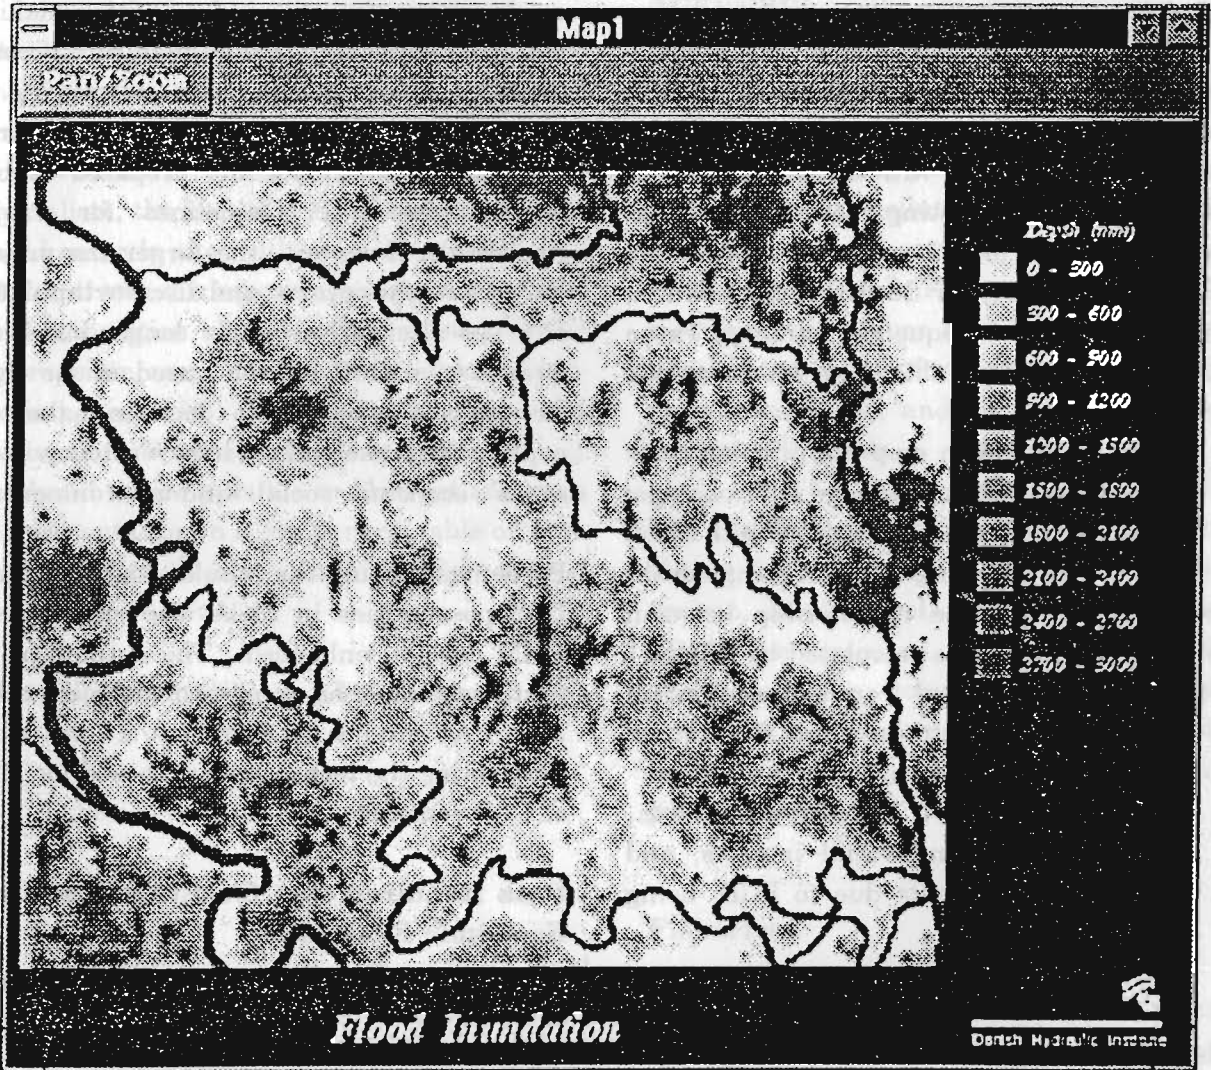 Map1
Pan/Zoom
Depth (mm)
0 - 300
300 - 600
600 - 900
900 - 1200
1200 - 1500
1500 - 1800
1800 - 2100
2100 - 2400
2400 - 2700
2700 - 3000
Flood Inundation
Danish Hydraulic Institute